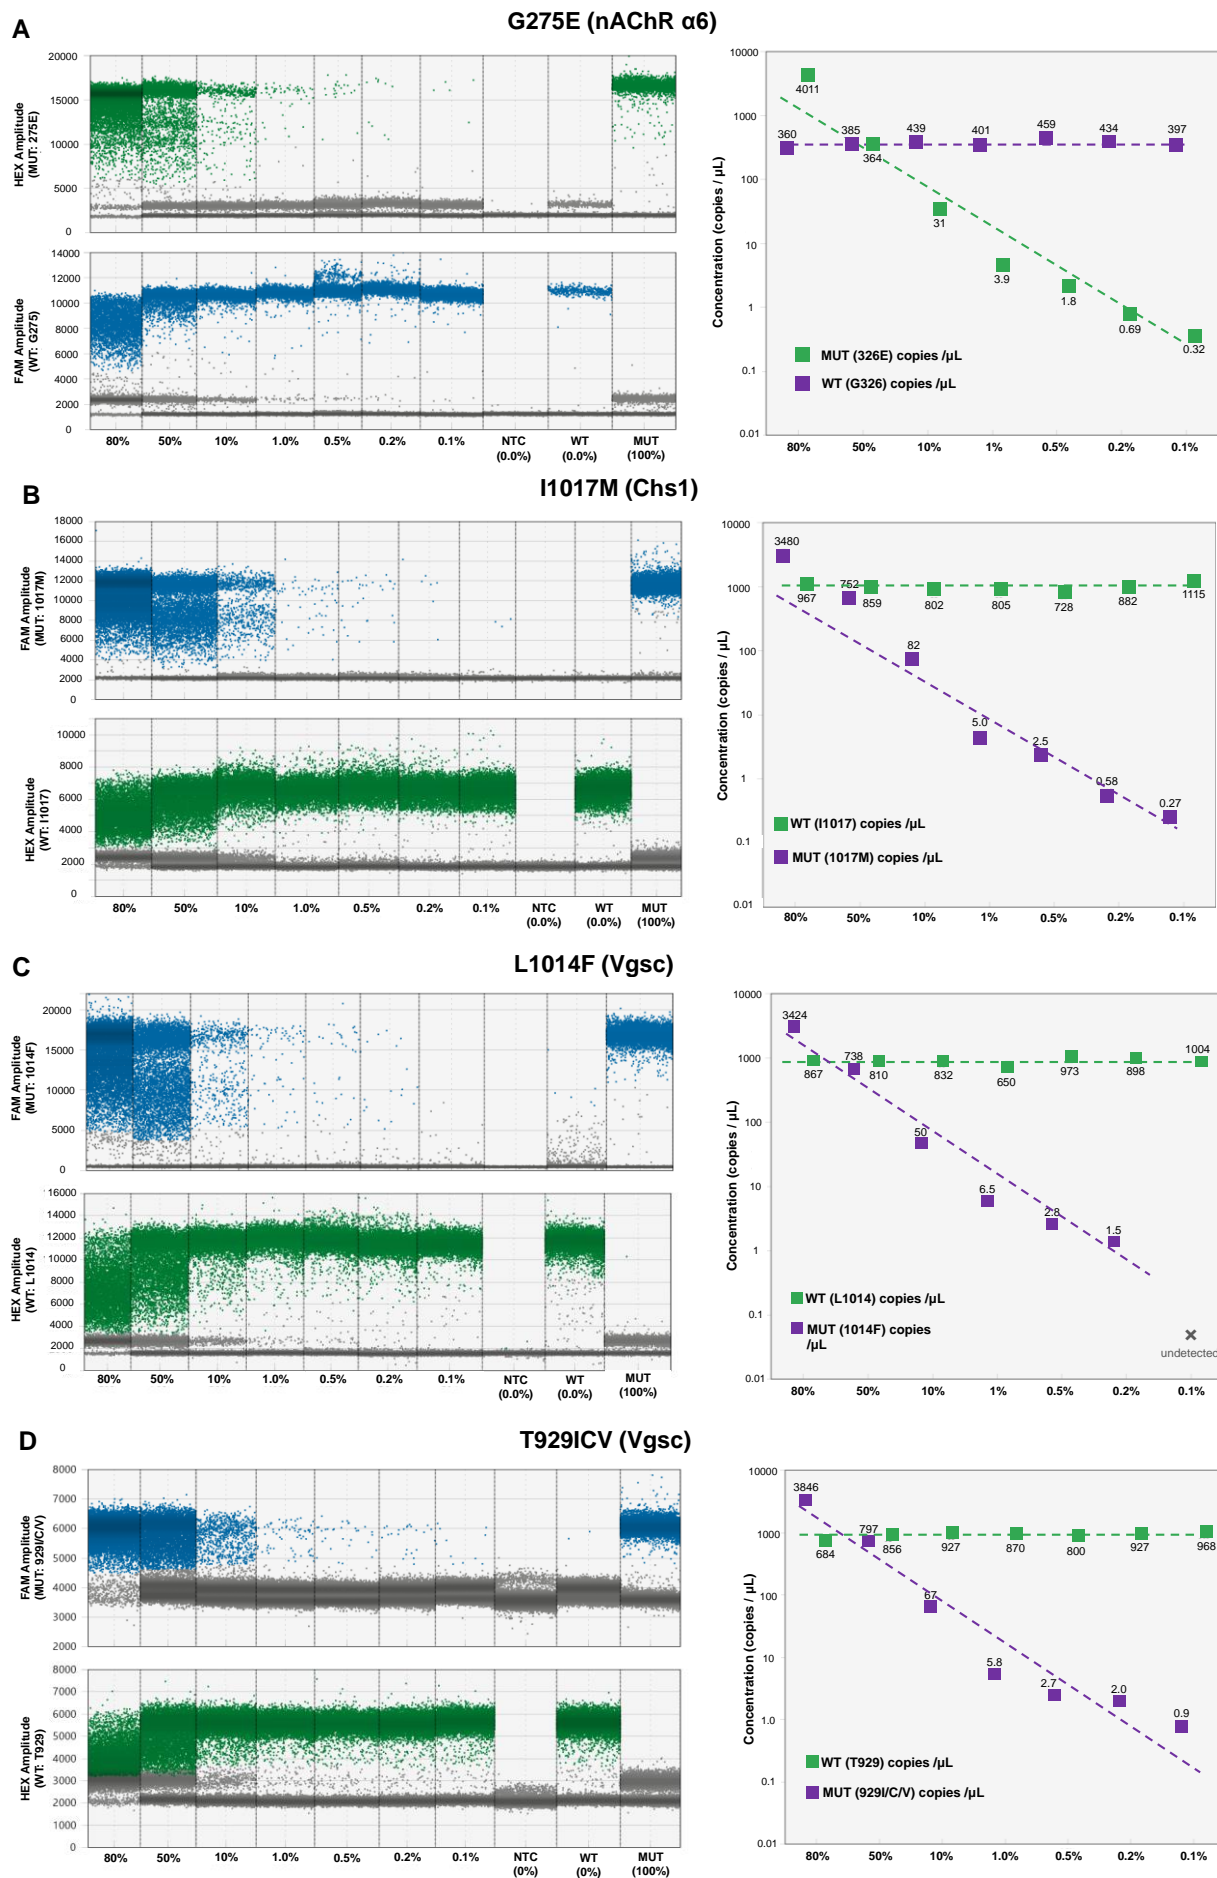 A
G275E (nAChR α6)
HEX Amplitude
(MUT: 275E)
20000
15000
10000
5000
0
FAM Amplitude
(WT: G275)
14000
12000
10000
8000
6000
4000
2000
0
80% 50% 10% 1.0% 0.5% 0.2% 0.1% NTC (0.0%) WT (0.0%) MUT (100%)
Concentration (copies / µL)
10000
1000
100
10
1
0.1
0.01
4011
360 385 439 401 459 434 397
364
31
3.9
1.8
0.69
0.32
MUT (326E) copies /µL
WT (G326) copies /µL
80% 50% 10% 1% 0.5% 0.2% 0.1%
B
I1017M (Chs1)
FAM Amplitude
(MUT: 1017M)
18000
16000
14000
12000
10000
8000
6000
4000
2000
0
HEX Amplitude
(WT: I1017)
10000
8000
6000
4000
2000
0
80% 50% 10% 1.0% 0.5% 0.2% 0.1% NTC (0.0%) WT (0.0%) MUT (100%)
Concentration (copies / µL)
10000
1000
100
10
1
0.1
0.01
3480
752
967 859 802 805 728 882 1115
82
5.0
2.5
0.58
0.27
WT (I1017) copies /µL
MUT (1017M) copies /µL
80% 50% 10% 1% 0.5% 0.2% 0.1%
C
L1014F (Vgsc)
FAM Amplitude
(MUT: 1014F)
20000
15000
10000
5000
0
HEX Amplitude
(WT: L1014)
16000
14000
12000
10000
8000
6000
4000
2000
0
80% 50% 10% 1.0% 0.5% 0.2% 0.1% NTC (0.0%) WT (0.0%) MUT (100%)
Concentration (copies / µL)
10000
1000
100
10
1
0.1
0.01
3424
738
867 810 832 650 973 898 1004
50
6.5
2.8
1.5
undetected
WT (L1014) copies /µL
MUT (1014F) copies
/µL
80% 50% 10% 1% 0.5% 0.2% 0.1%
D
T929ICV (Vgsc)
FAM Amplitude
(MUT: 929I/C/V)
8000
7000
6000
5000
4000
3000
2000
HEX Amplitude
(WT: T929)
8000
7000
6000
5000
4000
3000
2000
1000
0
80% 50% 10% 1.0% 0.5% 0.2% 0.1% NTC (0%) WT (0%) MUT (100%)
Concentration (copies / µL)
10000
1000
100
10
1.0
0.1
0.01
3846
797
684 856 927 870 800 927 968
67
5.8
2.7
2.0
0.9
WT (T929) copies /µL
MUT (929I/C/V) copies /µL
80% 50% 10% 1.0% 0.5% 0.2% 0.1%